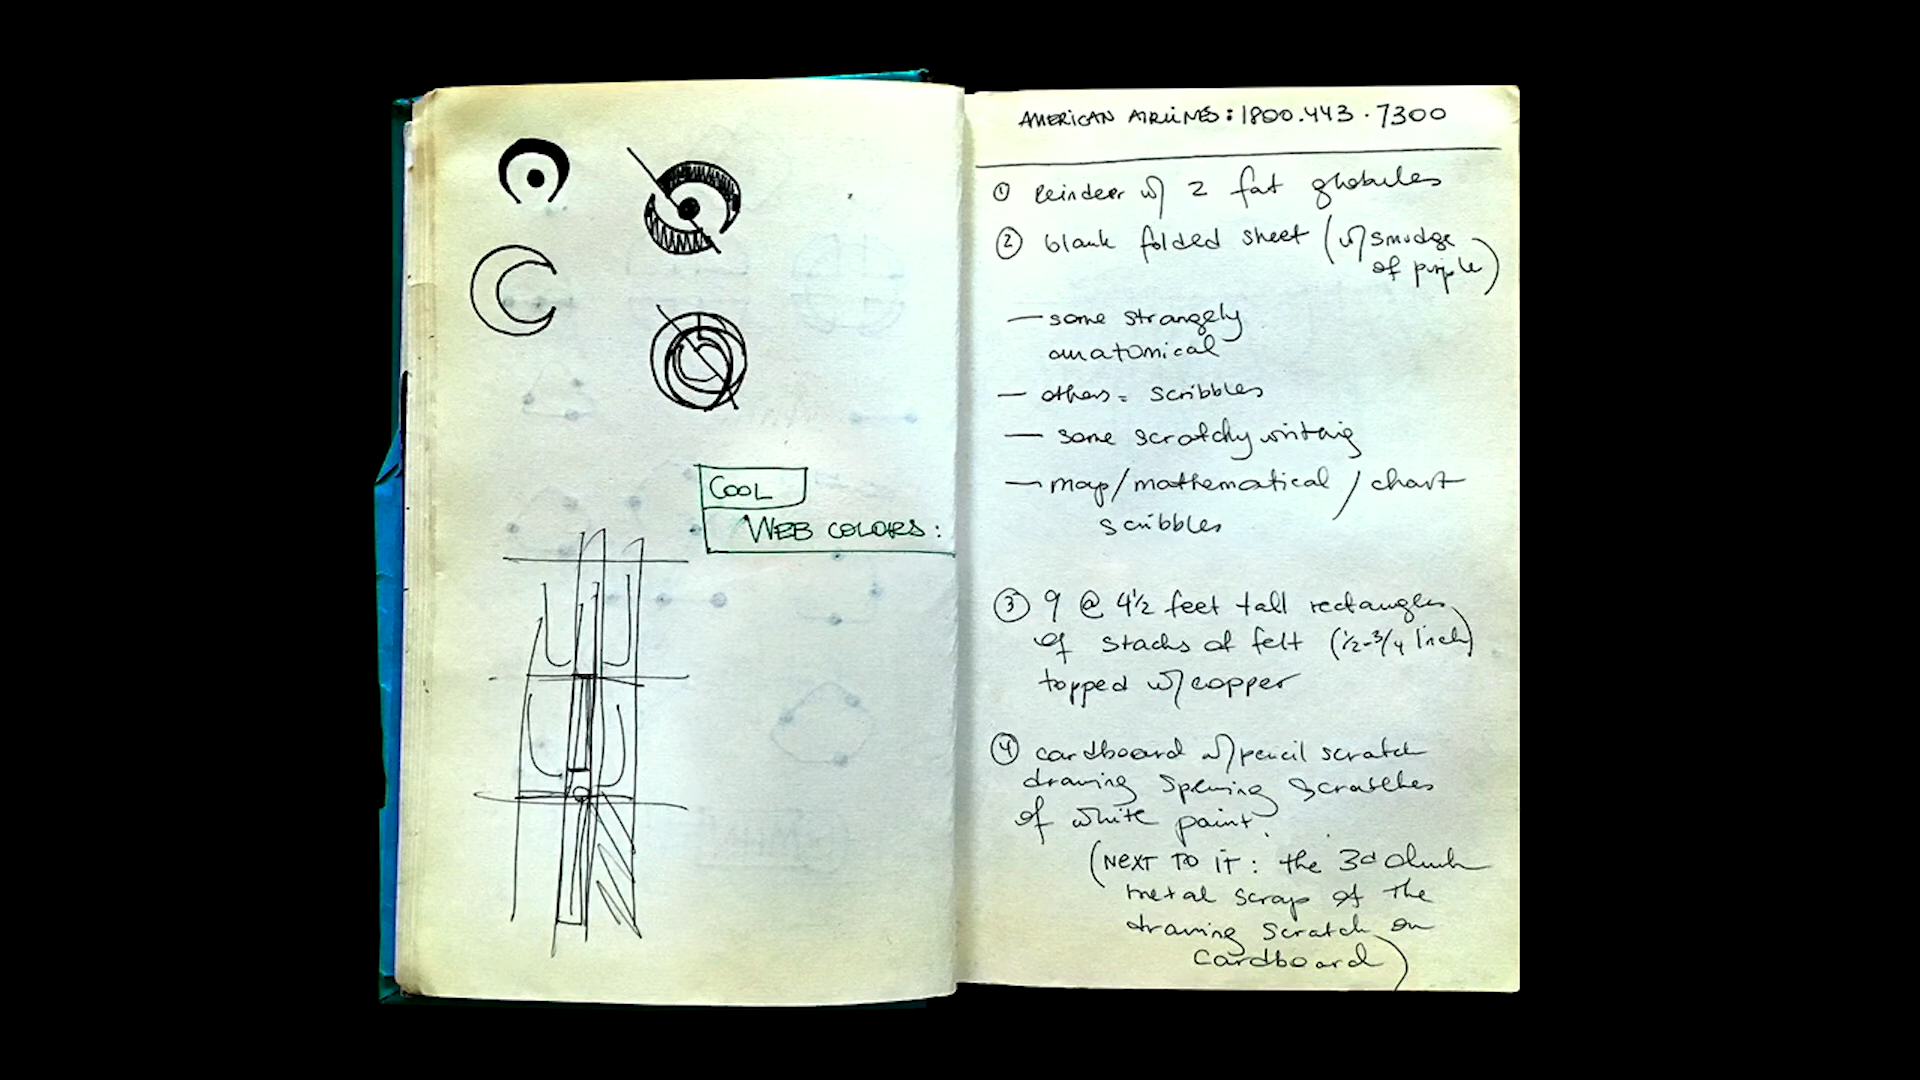 COOL
WEB COLORS:
AMERICAN AIRLINES: 1800.443.7300
① Reindeer w/ 2 fat globules
② blank folded sheet (w/ smudge
of purple)
— some strangely
anatomical
— others = scribbles
— some scratchy writing
— map/mathematical/chart
scribbles
③ 9 @ 4 1/2 feet tall rectangles
of stacks of felt (1/2-3/4 inch)
topped w/ copper
④ cardboard w/ pencil scratch
drawing spewing scratches
of white paint.
(NEXT TO IT: the 3d
metal scrap of the
drawing scratch on
cardboard)